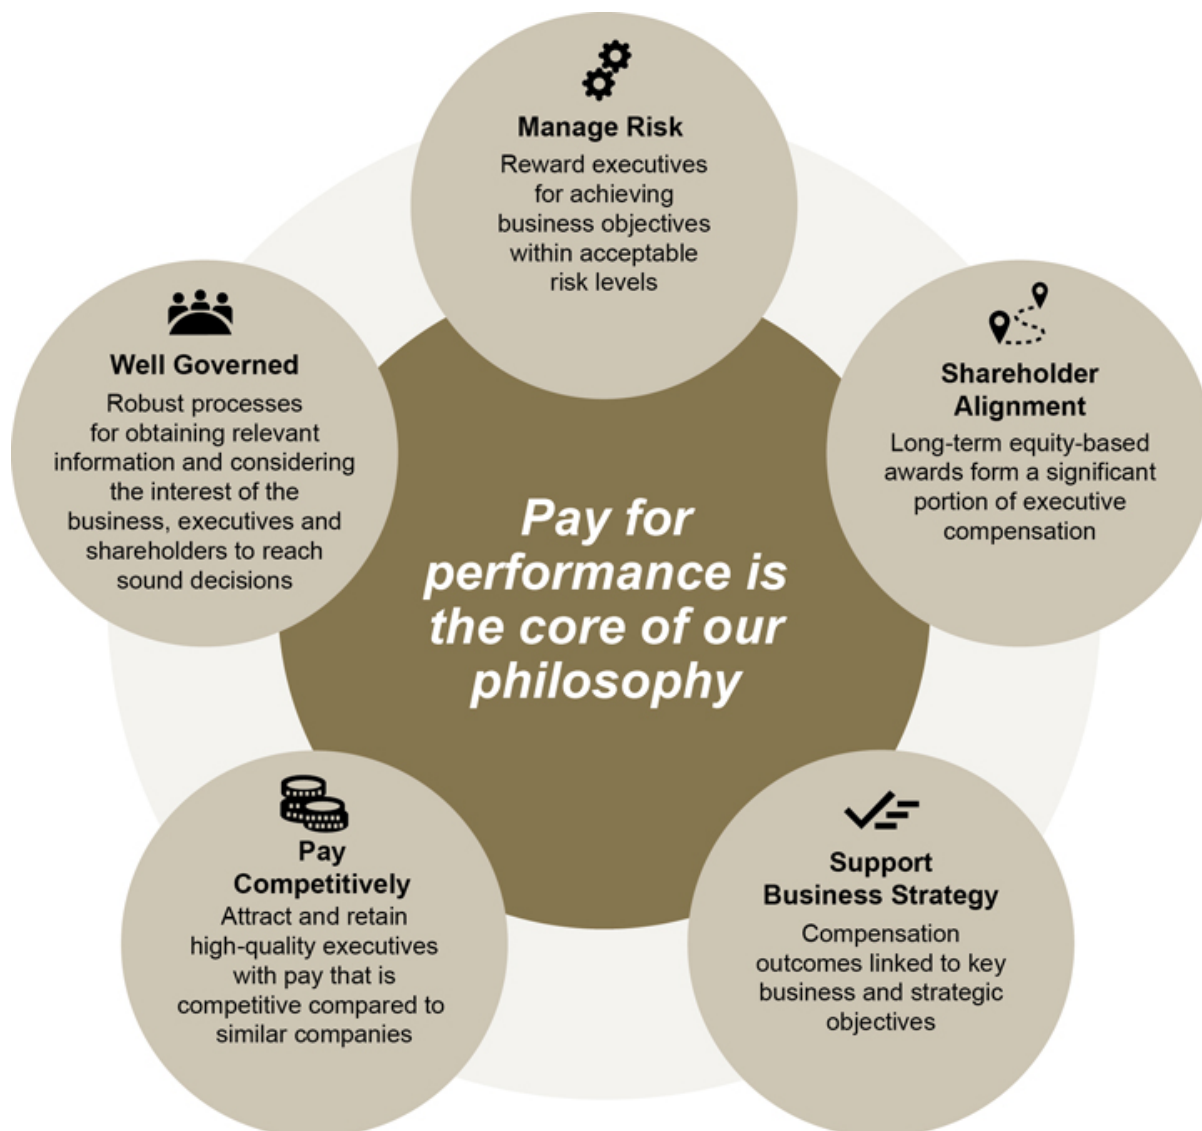 Manage Risk
Reward executives
for achieving
business objectives
within acceptable
risk levels
Shareholder
Alignment
Long-term equity-based
awards form a significant
portion of executive
compensation
Support
Business Strategy
Compensation
outcomes linked to key
business and strategic
objectives
Pay
Competitively
Attract and retain
high-quality executives
with pay that is
competitive compared to
similar companies
Well Governed
Robust processes
for obtaining relevant
information and considering
the interest of the
business, executives and
shareholders to reach
sound decisions
Pay for
performance is
the core of our
philosophy